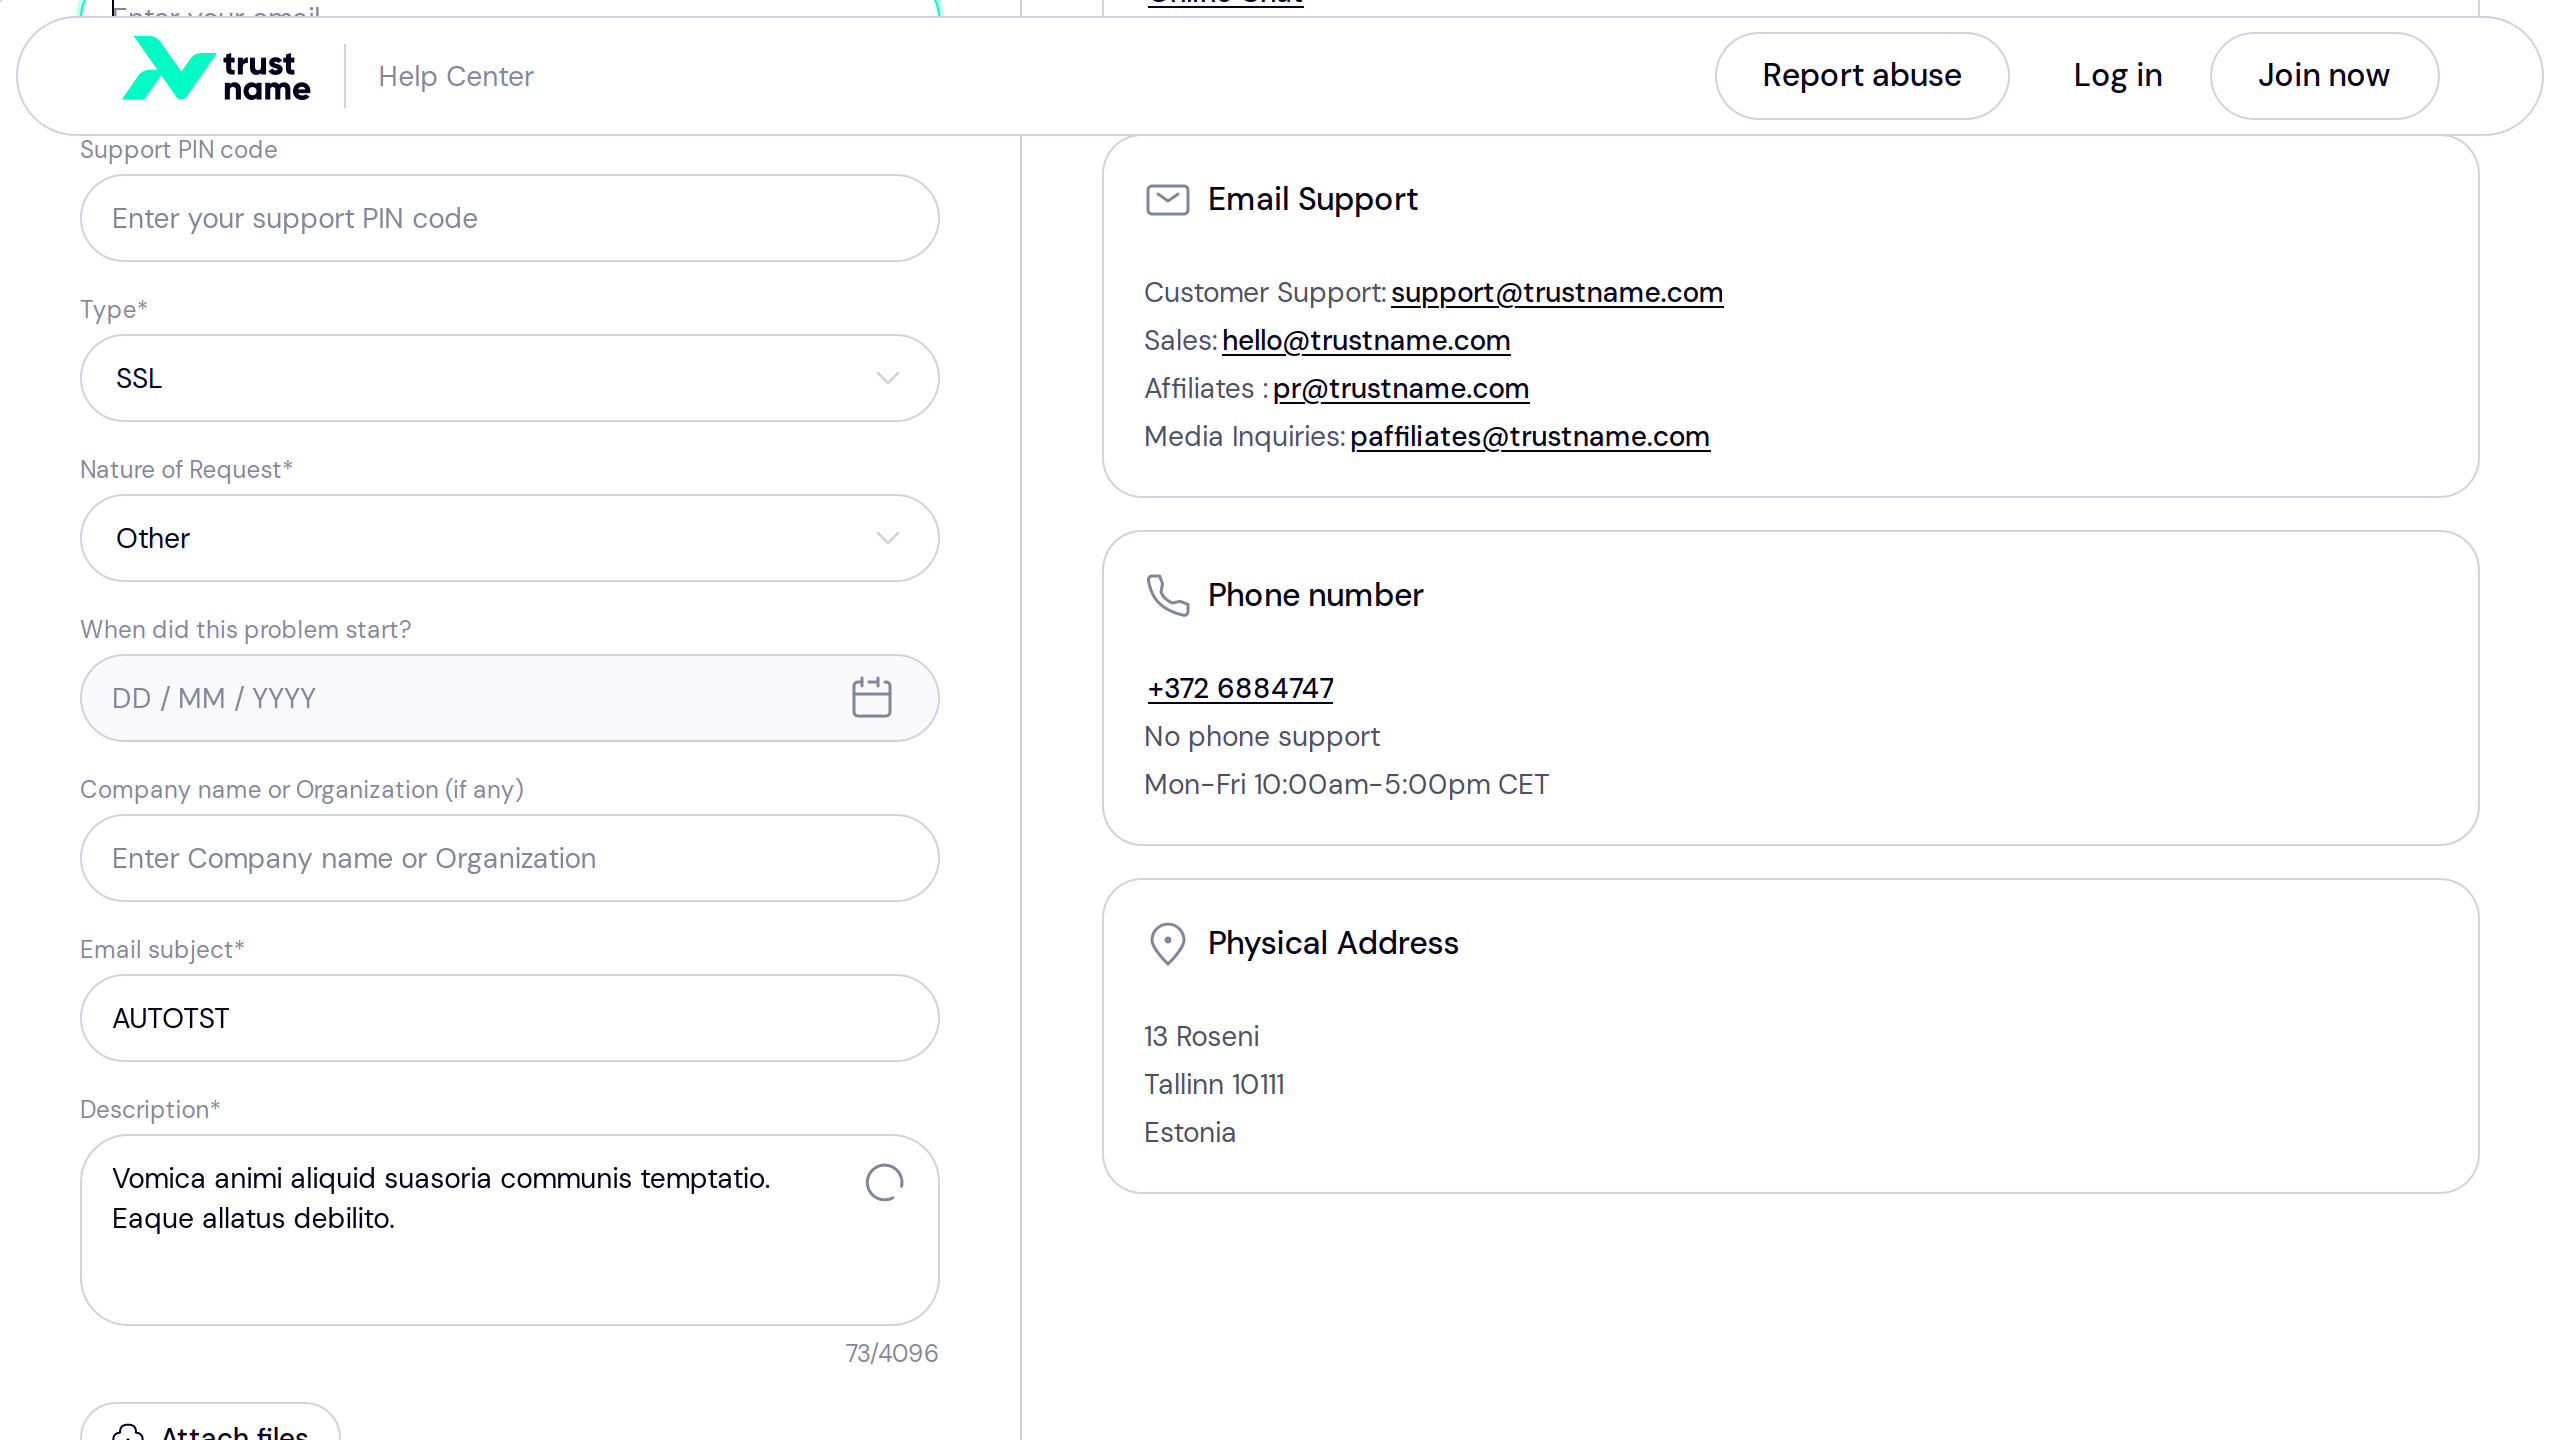 Enter your email
Online Chat
trust
name
Help Center
Report abuse
Log in
Join now
Support PIN code
Enter your support PIN code
Type*
SSL
Nature of Request*
Other
When did this problem start?
DD / MM / YYYY
Company name or Organization (if any)
Enter Company name or Organization
Email subject*
AUTOTST
Description*
Vomica animi aliquid suasoria communis temptatio.
Eaque allatus debilito.
73/4096
Attach files
Email Support
Customer Support: support@trustname.com
Sales: hello@trustname.com
Affiliates : pr@trustname.com
Media Inquiries: paffiliates@trustname.com
Phone number
+372 6884747
No phone support
Mon-Fri 10:00am-5:00pm CET
Physical Address
13 Roseni
Tallinn 10111
Estonia